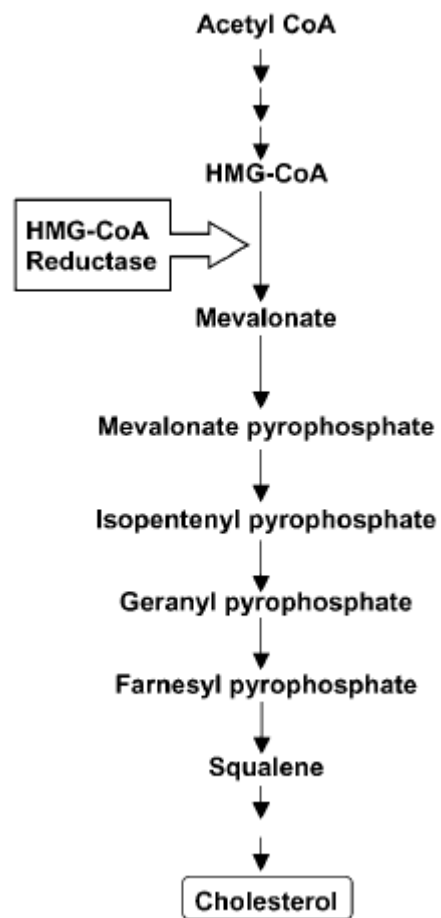 Acetyl CoA
HMG-CoA
HMG-CoA
Reductase
Mevalonate
Mevalonate pyrophosphate
Isopentenyl pyrophosphate
Geranyl pyrophosphate
Farnesyl pyrophosphate
Squalene
Cholesterol